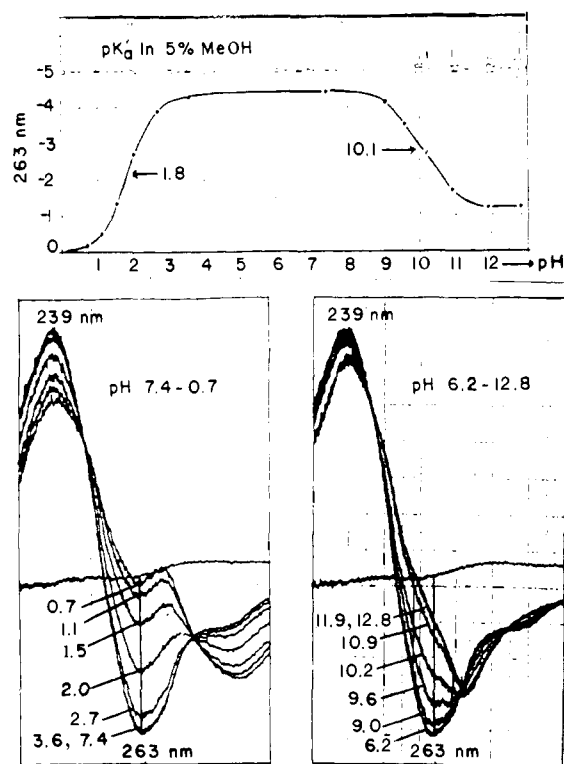 pK'a In 5% MeOH
-5
-4
-3
-2
-1
0
263 nm
1.8
10.1
1 2 3 4 5 6 7 8 9 10 11 12 pH
239 nm
pH 7.4-0.7
0.7
1.1
1.5
2.0
2.7
3.6, 7.4
263 nm
239 nm
pH 6.2-12.8
11.9, 12.8
10.9
10.2
9.6
9.0
6.2
263 nm